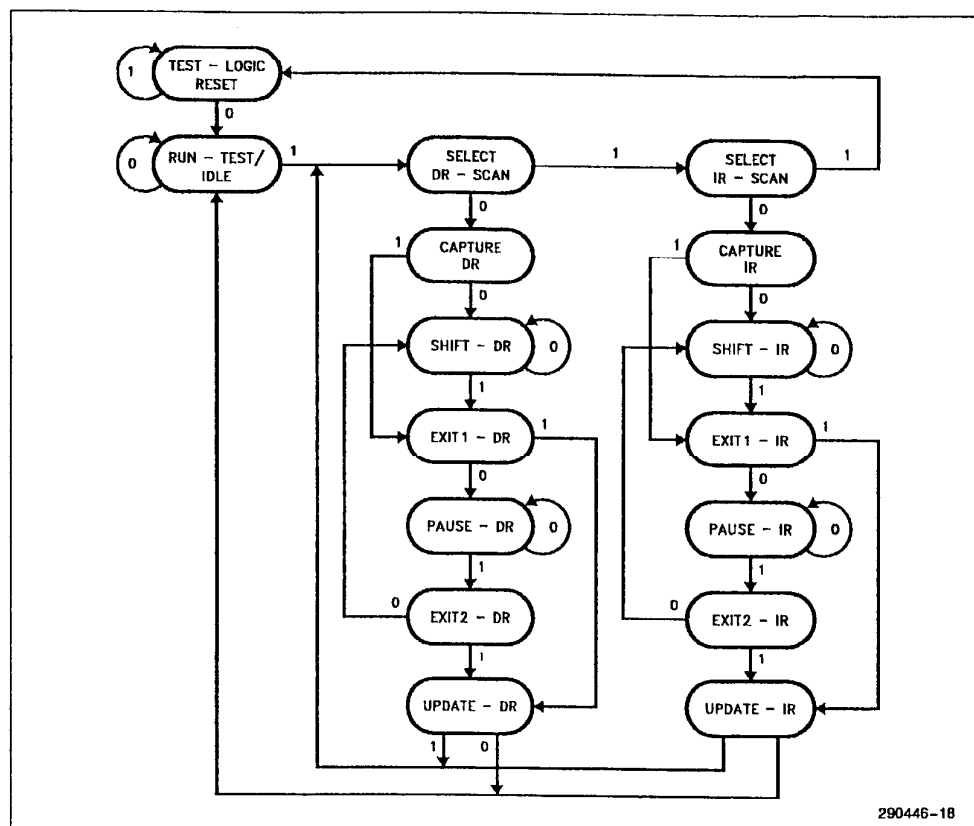 TEST - LOGIC
RESET
1
0
RUN - TEST/
IDLE
0
1
SELECT
DR - SCAN
1
SELECT
IR - SCAN
1
0
0
1
CAPTURE
DR
1
CAPTURE
IR
0
0
SHIFT - DR
0
SHIFT - IR
0
1
1
EXIT1 - DR
1
EXIT1 - IR
1
0
0
PAUSE - DR
0
PAUSE - IR
0
1
1
0
EXIT2 - DR
0
EXIT2 - IR
1
1
UPDATE - DR
UPDATE - IR
1
0
290446-18